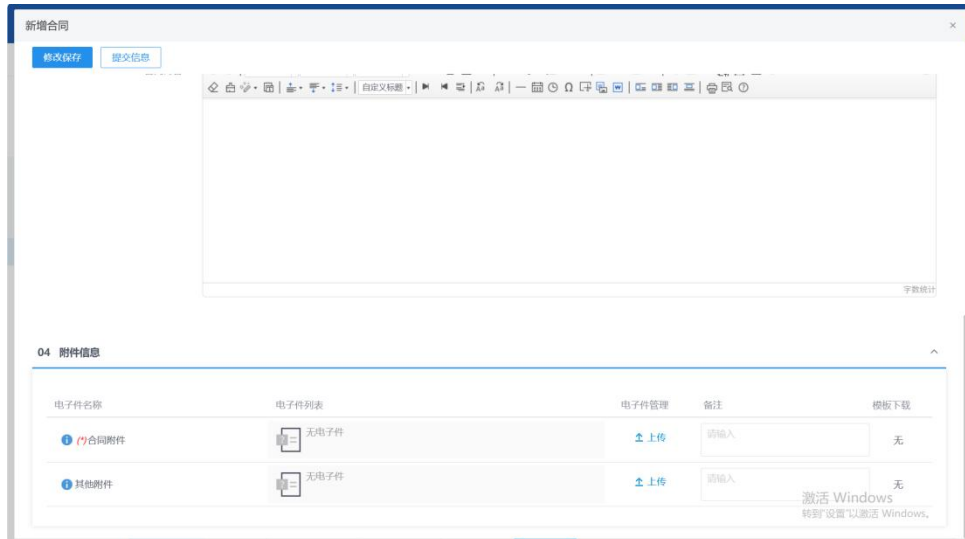 新增合同
×
修改保存 提交信息
自定义标题
字数统计
04 附件信息
电子件名称 电子件列表 电子件管理 备注 模板下载
(*)合同附件 无电子件 上传 请输入 无
其他附件 无电子件 上传 请输入 无
激活 Windows
转到"设置"以激活 Windows。